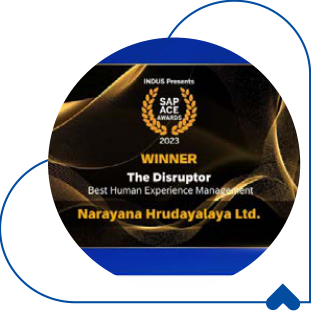 INDUS Presents
SAP
ACE
AWARDS
2023
WINNER
The Disruptor
Best Human Experience Management
Narayana Hrudayalaya Ltd.